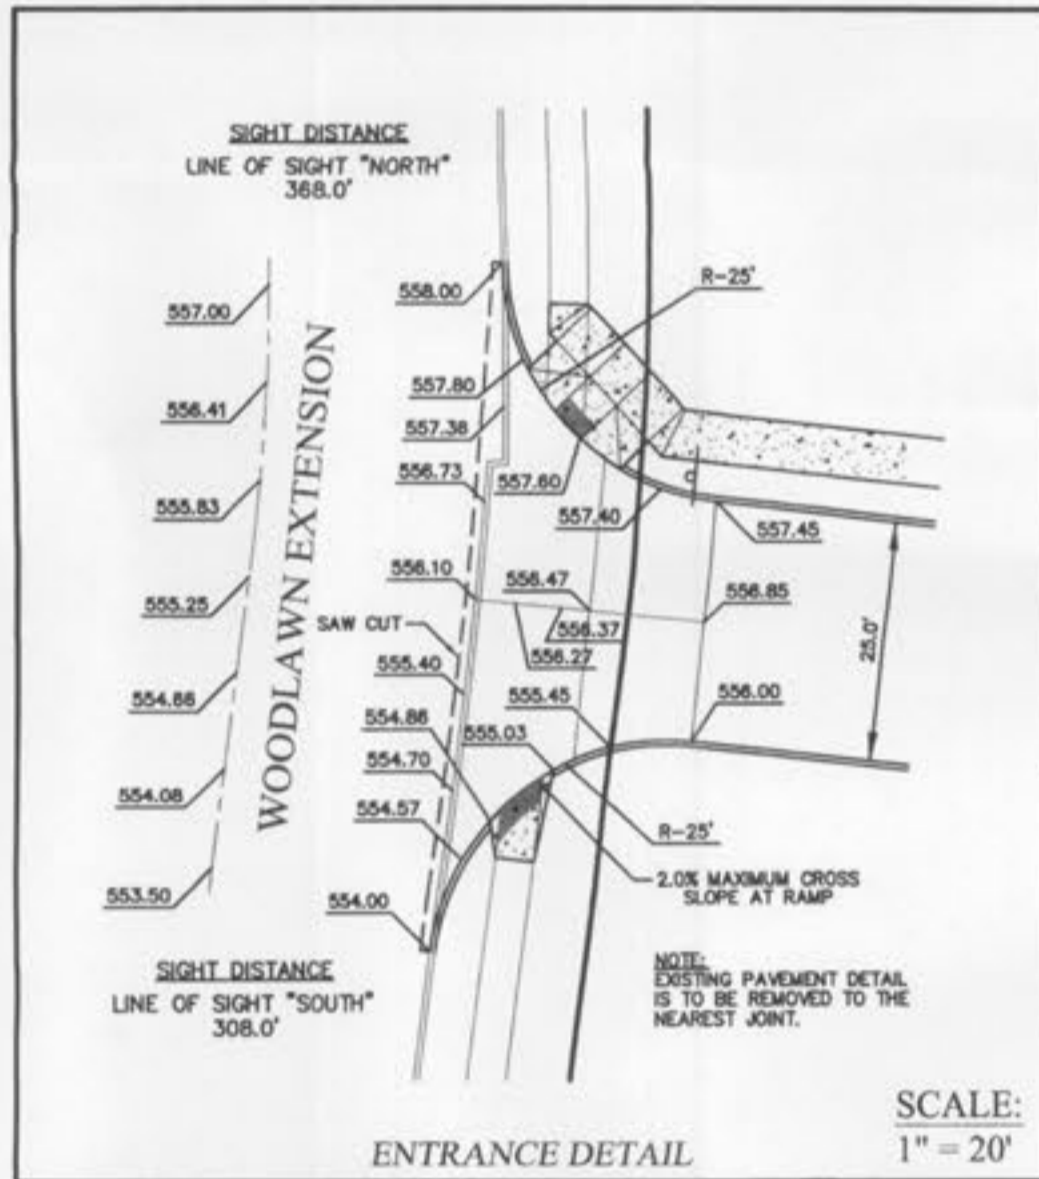 SIGHT DISTANCE
LINE OF SIGHT "NORTH"
368.0'
557.00
556.41
555.83
555.25
554.66
554.08
553.50
WOODLAWN EXTENSION
558.00
557.80
557.38
556.73
556.10
SAW CUT
555.40
554.86
554.70
554.57
554.00
R-25'
557.60
557.40
557.45
556.47
556.85
556.37
556.27
25.0'
555.45
555.03
556.00
R-25'
2.0% MAXIMUM CROSS
SLOPE AT RAMP
SIGHT DISTANCE
LINE OF SIGHT "SOUTH"
308.0'
NOTE:
EXISTING PAVEMENT DETAIL
IS TO BE REMOVED TO THE
NEAREST JOINT.
ENTRANCE DETAIL
SCALE:
1" = 20'